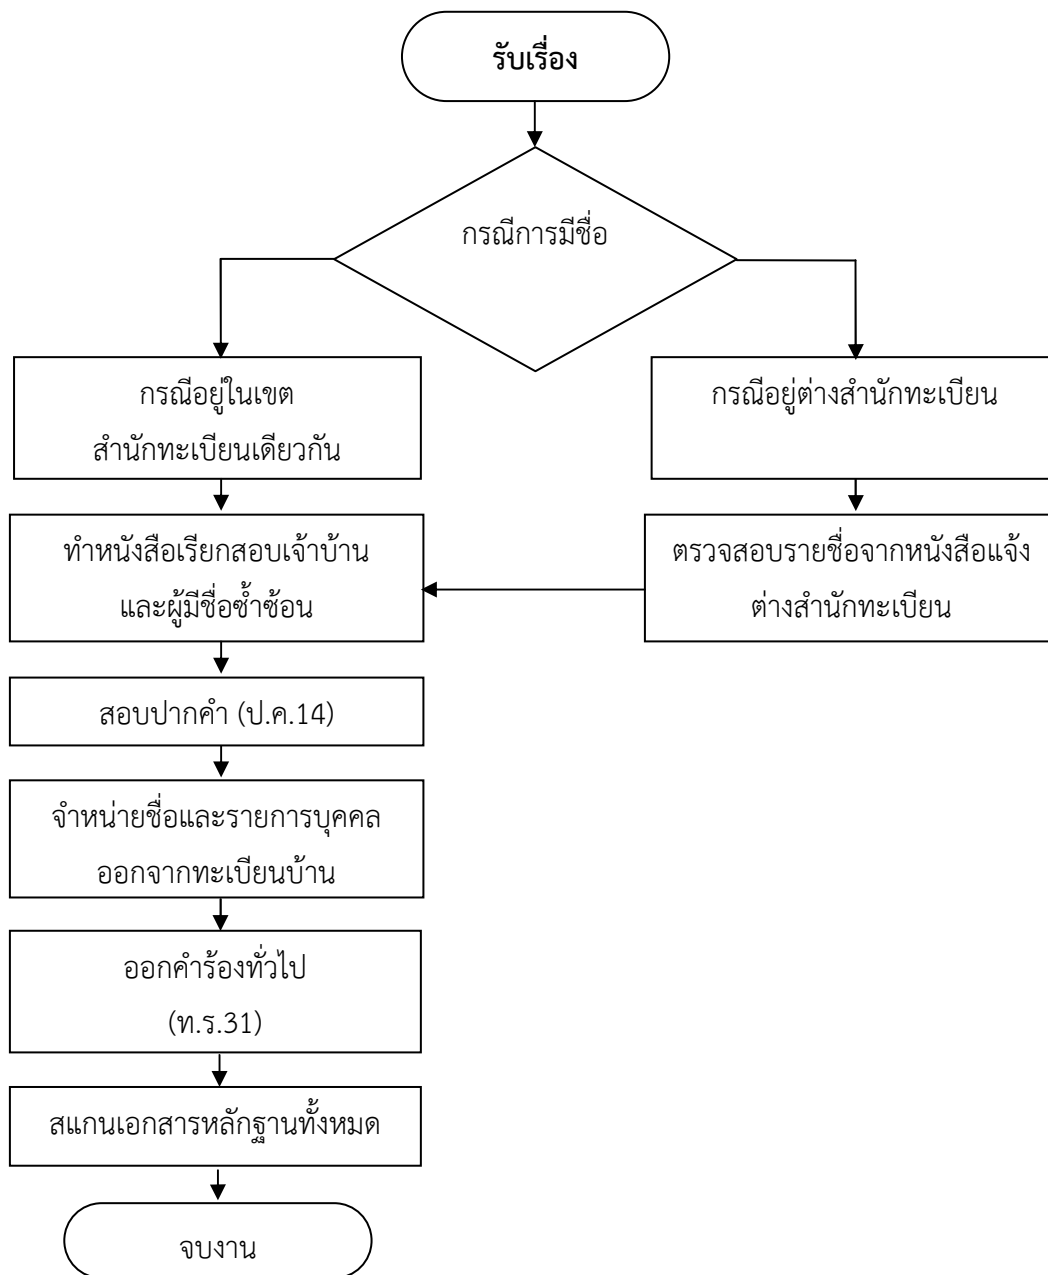 รับเรื่อง
กรณีการมีชื่อ
กรณีอยู่ในเขต
สำนักทะเบียนเดียวกัน
กรณีอยู่ต่างสำนักทะเบียน
ทำหนังสือเรียกสอบเจ้าบ้าน
และผู้มีชื่อซ้ำซ้อน
ตรวจสอบรายชื่อจากหนังสือแจ้ง
ต่างสำนักทะเบียน
สอบปากคำ (ป.ค.14)
จำหน่ายชื่อและรายการบุคคล
ออกจากทะเบียนบ้าน
ออกคำร้องทั่วไป
(ท.ร.31)
สแกนเอกสารหลักฐานทั้งหมด
จบงาน